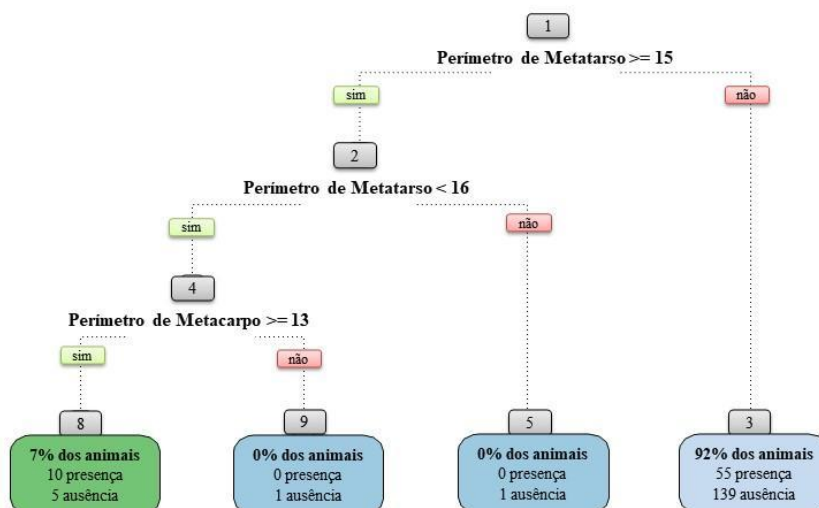 1
Perímetro de Metatarso >= 15
sim
não
2
Perímetro de Metatarso < 16
sim
não
4
Perímetro de Metacarpo >= 13
sim
não
8
9
5
3
7% dos animais
10 presença
5 ausência
0% dos animais
0 presença
1 ausência
0% dos animais
0 presença
1 ausência
92% dos animais
55 presença
139 ausência